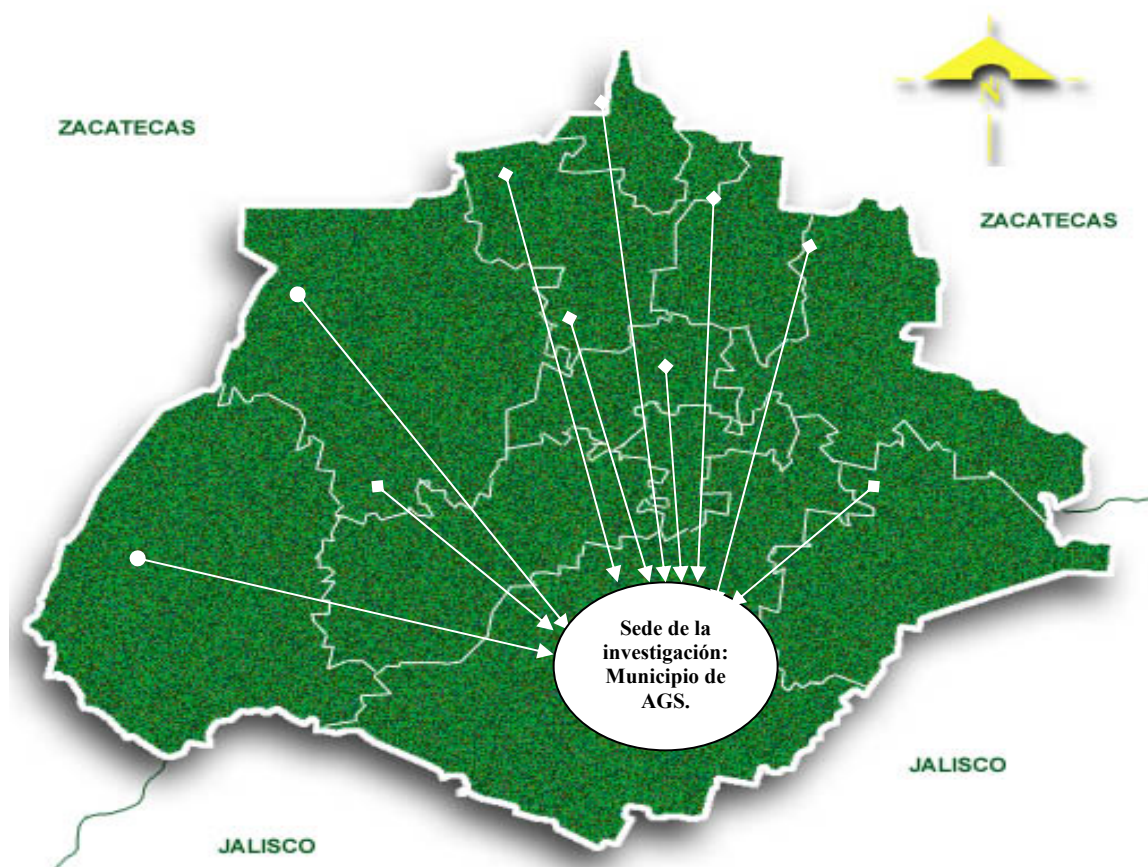 N
ZACATECAS
ZACATECAS
Sede de la
investigación:
Municipio de
AGS.
JALISCO
JALISCO